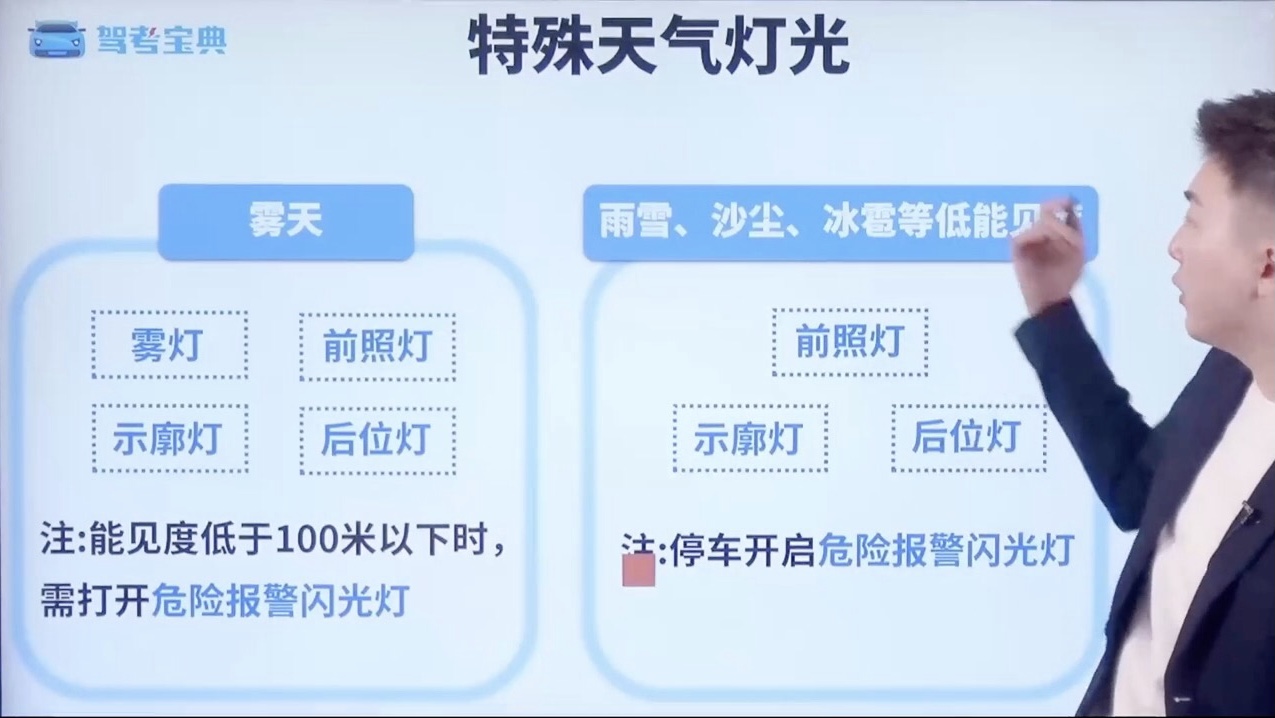 驾考宝典
特殊天气灯光
雾天
雾灯
前照灯
示廓灯
后位灯
注:能见度低于100米以下时,
需打开危险报警闪光灯
雨雪、沙尘、冰雹等低能见
前照灯
示廓灯
后位灯
注:停车开启危险报警闪光灯